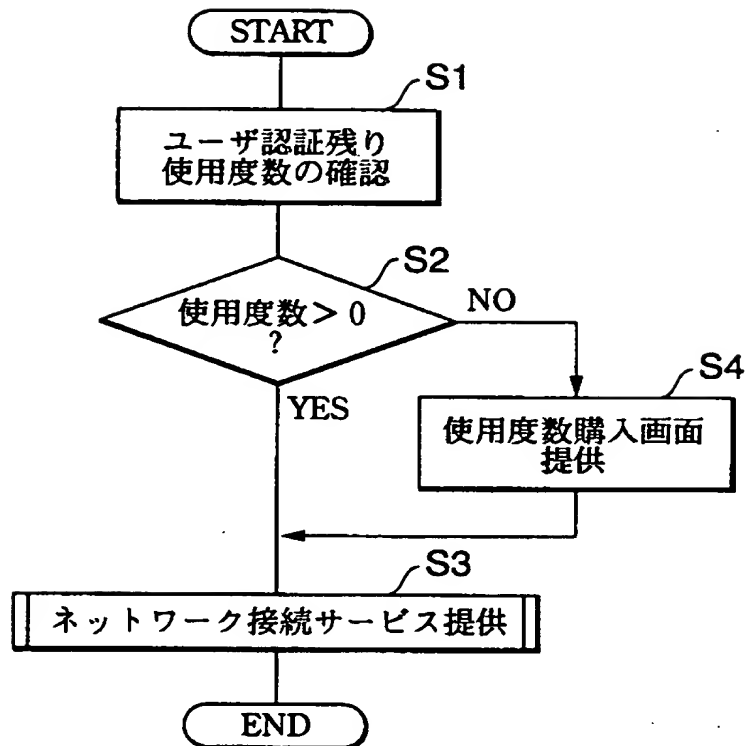 START
S1
ユーザ認証残り
使用度数の確認
S2
使用度数＞0
?
NO
YES
S4
使用度数購入画面
提供
S3
ネットワーク接続サービス提供
END